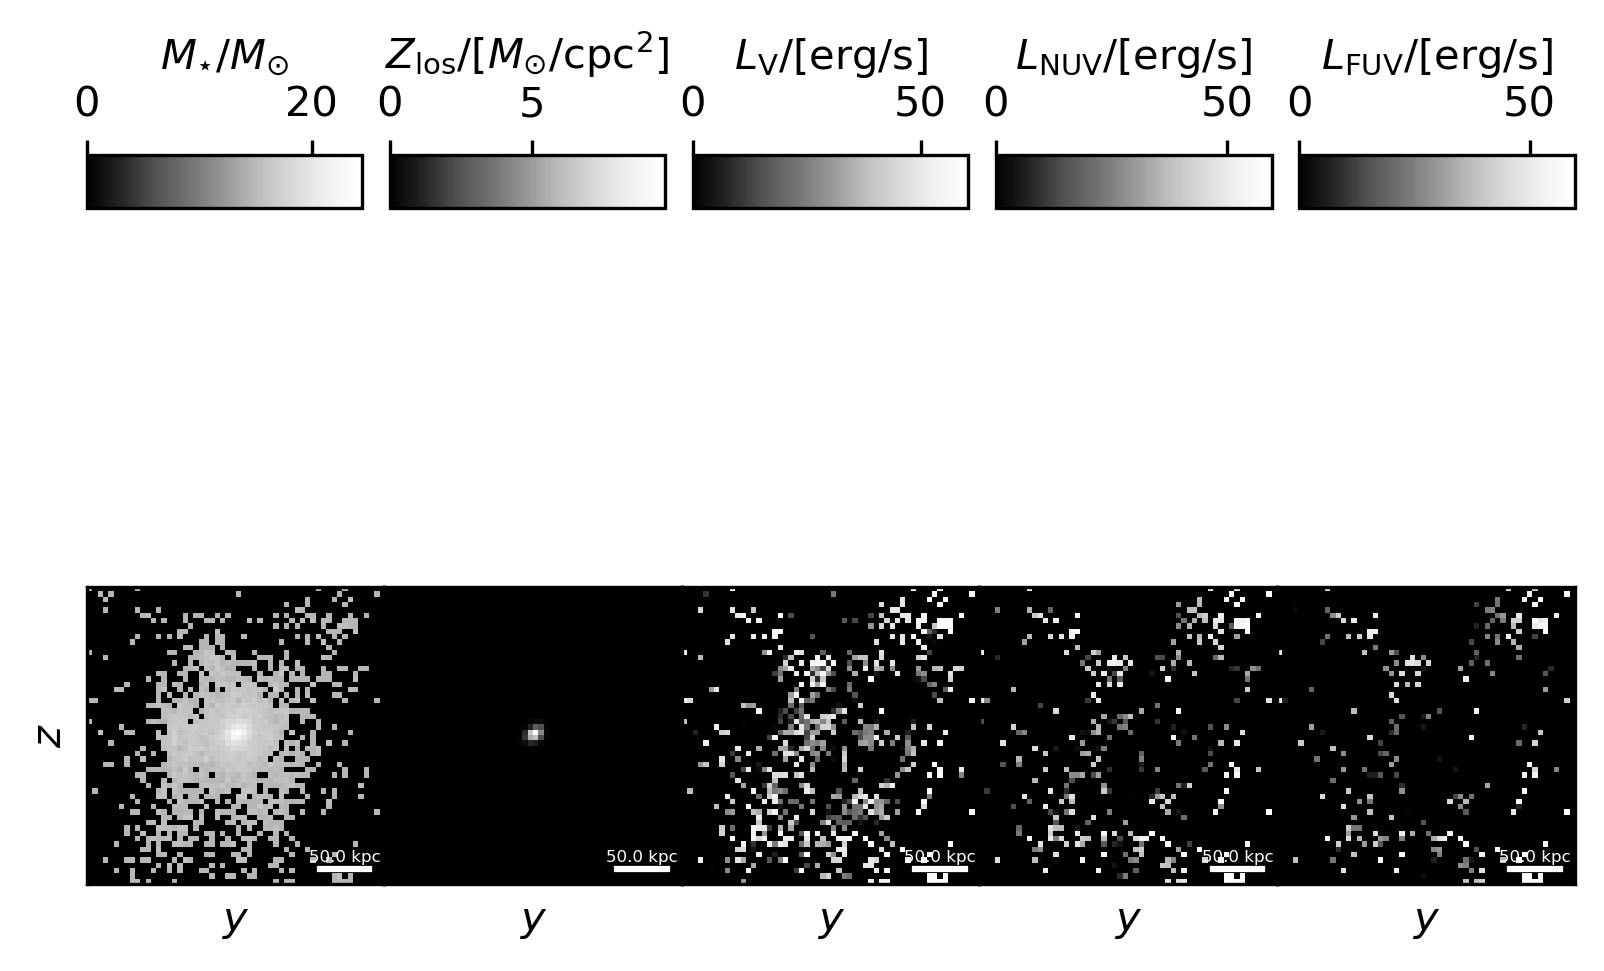 M⋆/M⊙ Z_los/[M⊙/cpc²] L_V/[erg/s] L_NUV/[erg/s] L_FUV/[erg/s]
0 20 0 5 0 50 0 50 0 50
z
50.0 kpc 50.0 kpc 50.0 kpc 50.0 kpc 50.0 kpc
y y y y y